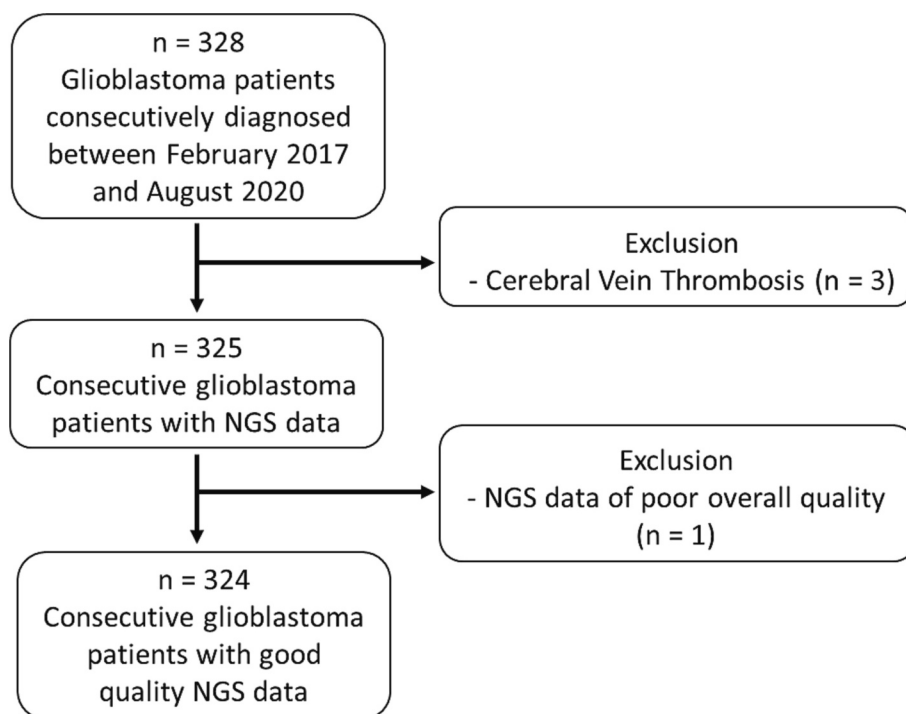 n = 328
Glioblastoma patients
consecutively diagnosed
between February 2017
and August 2020
Exclusion
- Cerebral Vein Thrombosis (n = 3)
n = 325
Consecutive glioblastoma
patients with NGS data
Exclusion
- NGS data of poor overall quality
(n = 1)
n = 324
Consecutive glioblastoma
patients with good
quality NGS data